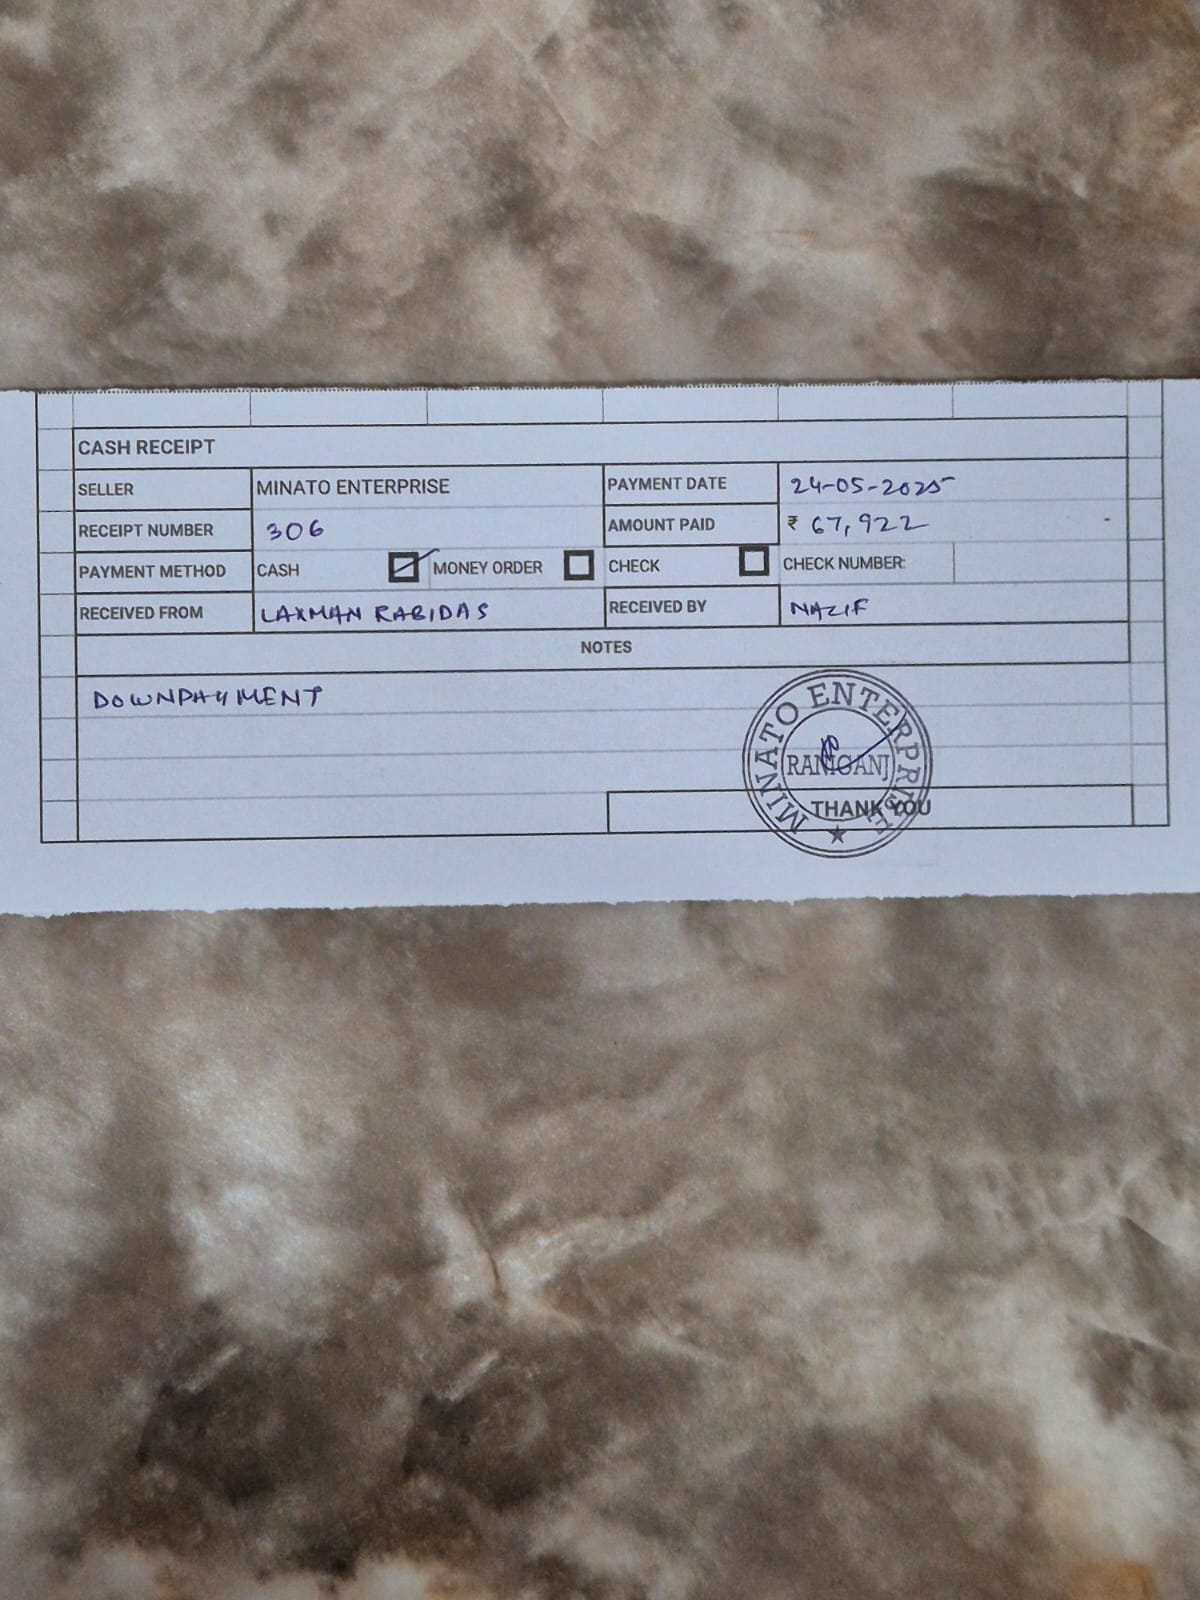 CASH RECEIPT
SELLER MINATO ENTERPRISE PAYMENT DATE 24-05-2025
RECEIPT NUMBER 306 AMOUNT PAID ₹ 67,922
PAYMENT METHOD CASH MONEY ORDER CHECK CHECK NUMBER:
RECEIVED FROM LAXMAN RABIDAS RECEIVED BY NAZIF
NOTES
DOWNPAYMENT
MINATO ENTERPRISE
RANIGANJ
THANK YOU